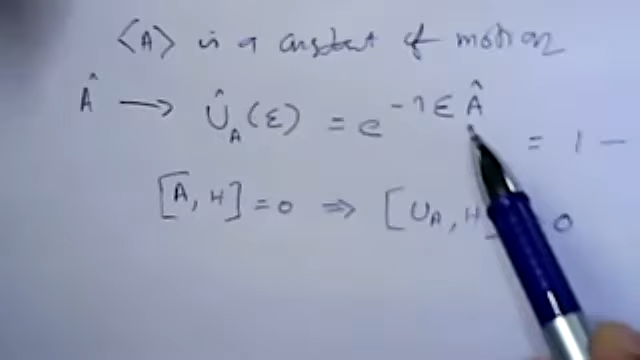 ⟨A⟩ is a constant of motion
Â → Û_A(ε) = e^{-iεÂ} = 1 -
[A, H] = 0 ⇒ [U_A, H] 0